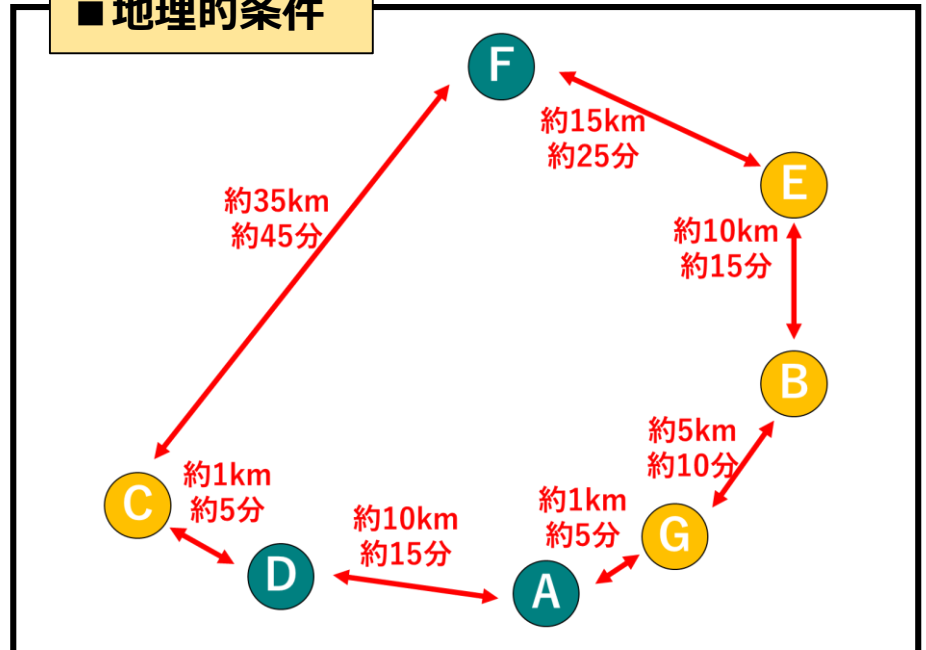 ■地理的条件
F
約15km
約25分
E
約35km
約45分
約10km
約15分
B
約5km
約10分
C
約1km
約5分
約1km
約5分
G
約10km
約15分
D
A